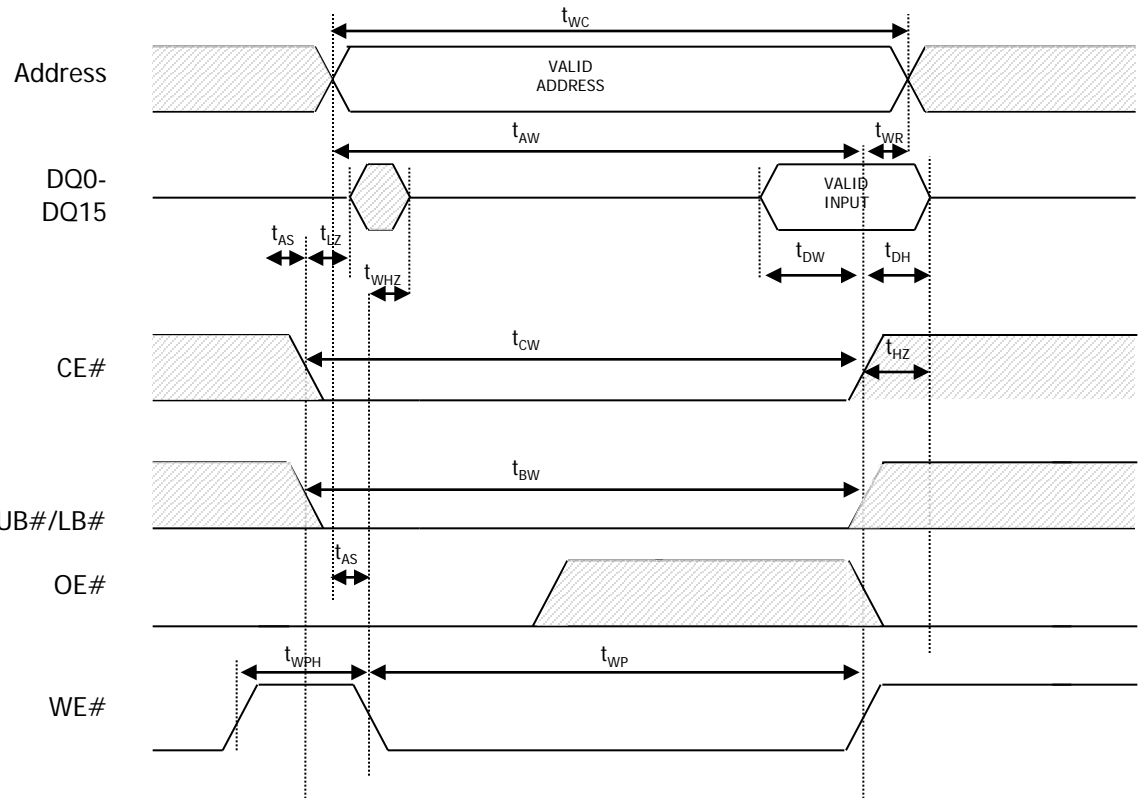 tWC
Address
VALID
ADDRESS
tAW
tWR
DQ0-
DQ15
VALID
INPUT
tAS
tLZ
tDW
tDH
tWHZ
tCW
CE#
tHZ
tBW
UB#/LB#
tAS
OE#
tWPH
tWP
WE#